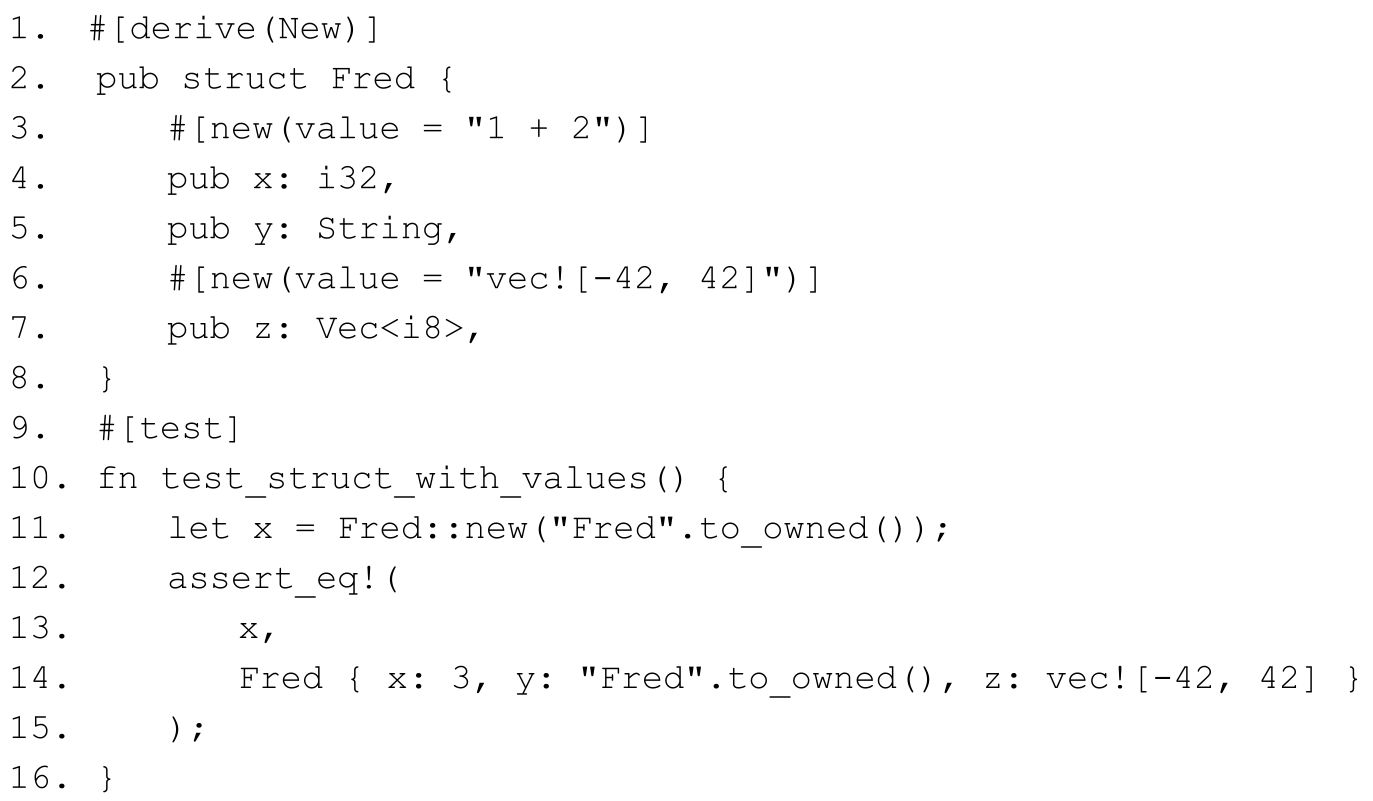 1. #[derive(New)]
2. pub struct Fred {
3. #[new(value = "1 + 2")]
4. pub x: i32,
5. pub y: String,
6. #[new(value = "vec![-42, 42]")]
7. pub z: Vec<i8>,
8. }
9. #[test]
10. fn test_struct_with_values() {
11. let x = Fred::new("Fred".to_owned());
12. assert_eq!(
13. x,
14. Fred { x: 3, y: "Fred".to_owned(), z: vec![-42, 42] }
15. );
16. }